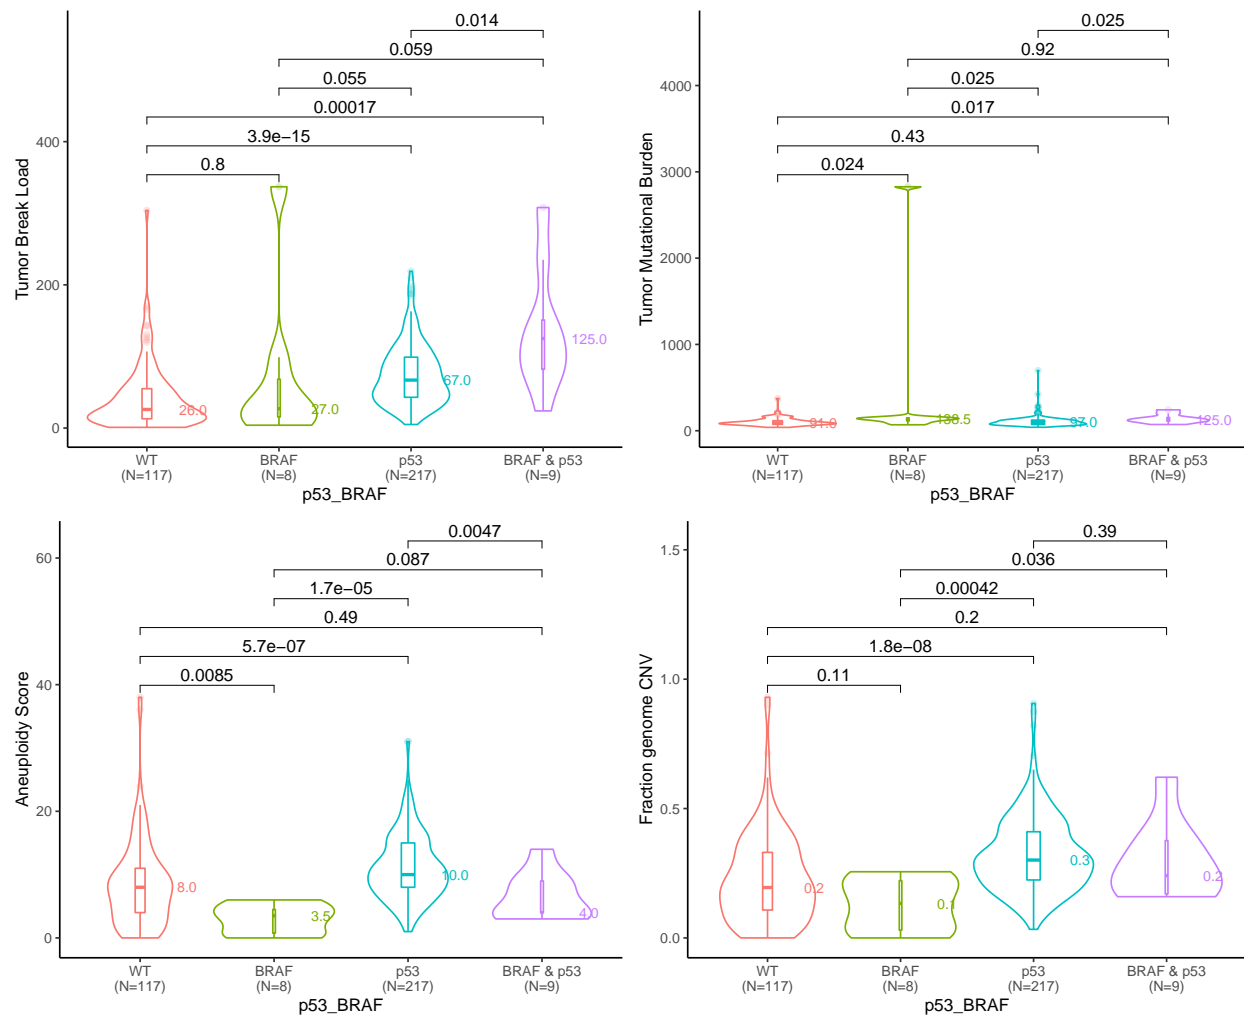 0.014
0.059
0.055
0.00017
3.9e−15
0.8
400
200
0
Tumor Break Load
26.0
27.0
67.0
125.0
WT
(N=117)
BRAF
(N=8)
p53
(N=217)
BRAF & p53
(N=9)
p53_BRAF
0.025
0.92
0.025
0.017
0.43
0.024
4000
3000
2000
1000
0
Tumor Mutational Burden
91.0
138.5
97.0
125.0
WT
(N=117)
BRAF
(N=8)
p53
(N=217)
BRAF & p53
(N=9)
p53_BRAF
0.0047
0.087
1.7e−05
0.49
5.7e−07
0.0085
60
40
20
0
Aneuploidy Score
8.0
3.5
10.0
4.0
WT
(N=117)
BRAF
(N=8)
p53
(N=217)
BRAF & p53
(N=9)
p53_BRAF
0.39
0.036
0.00042
0.2
1.8e−08
0.11
1.5
1.0
0.5
0.0
Fraction genome CNV
0.2
0.1
0.3
0.2
WT
(N=117)
BRAF
(N=8)
p53
(N=217)
BRAF & p53
(N=9)
p53_BRAF